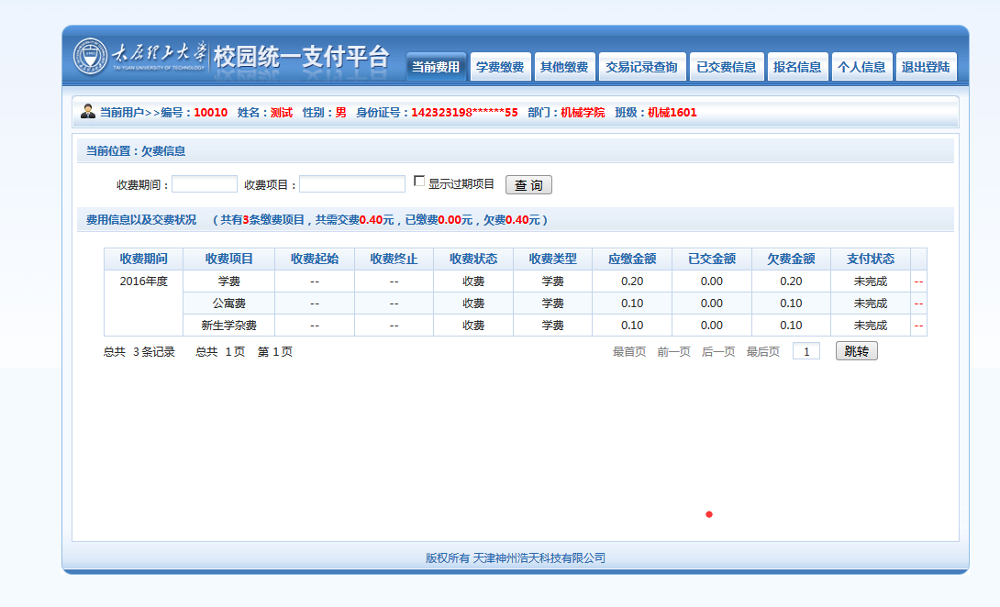 太原理工大学 校园统一支付平台
TAI YUAN UNIVERSITY OF TECHNOLOGY
当前费用 学费缴费 其他缴费 交易记录查询 已交费信息 报名信息 个人信息 退出登陆
当前用户>>编号：10010 姓名：测试 性别：男 身份证号：142323198******55 部门：机械学院 班级：机械1601
当前位置：欠费信息
收费期间： 收费项目： 显示过期项目 查 询
费用信息以及交费状况 （共有3条缴费项目，共需交费0.40元，已缴费0.00元，欠费0.40元）
收费期间 收费项目 收费起始 收费终止 收费状态 收费类型 应缴金额 已交金额 欠费金额 支付状态
2016年度 学费 -- -- 收费 学费 0.20 0.00 0.20 未完成 --
公寓费 -- -- 收费 学费 0.10 0.00 0.10 未完成 --
新生学杂费 -- -- 收费 学费 0.10 0.00 0.10 未完成 --
总共 3 条记录 总共 1 页 第 1 页 最首页 前一页 后一页 最后页 1 跳转
版权所有 天津神州浩天科技有限公司